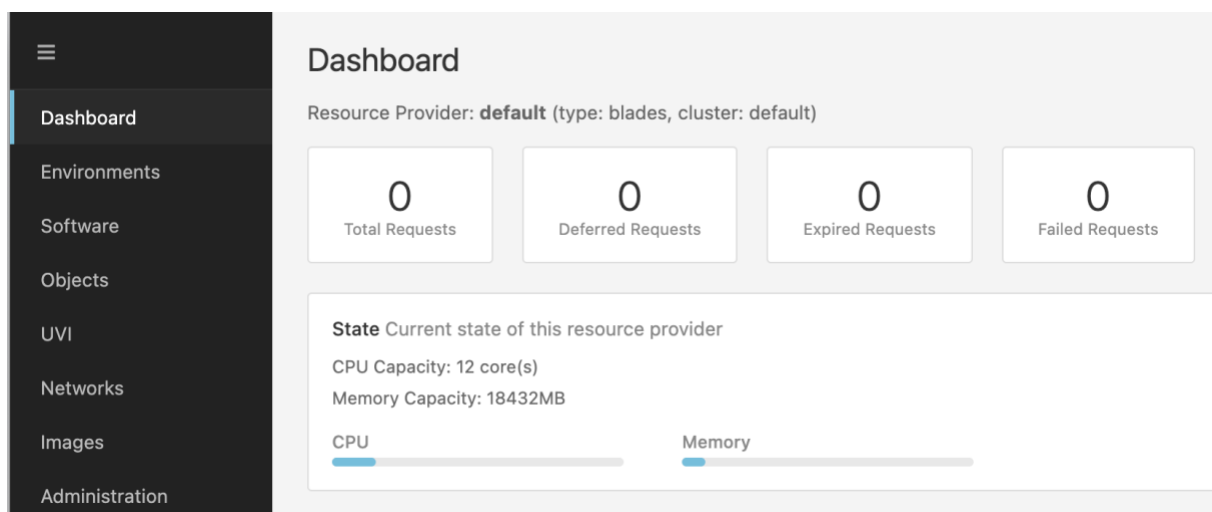 Dashboard
Environments
Software
Objects
UVI
Networks
Images
Administration
Dashboard
Resource Provider: default (type: blades, cluster: default)
0
Total Requests
0
Deferred Requests
0
Expired Requests
0
Failed Requests
State Current state of this resource provider
CPU Capacity: 12 core(s)
Memory Capacity: 18432MB
CPU
Memory